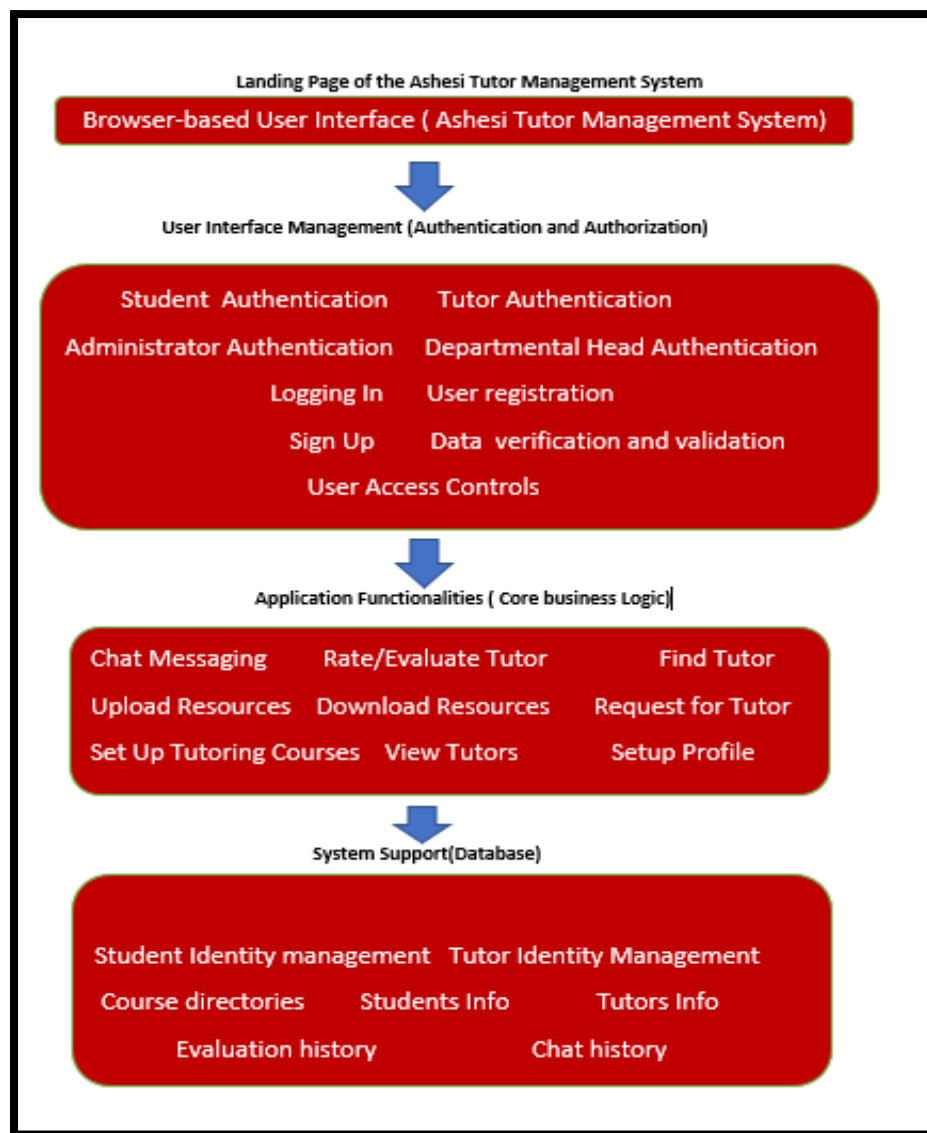 Landing Page of the Ashesi Tutor Management System
Browser-based User Interface ( Ashesi Tutor Management System)
User Interface Management (Authentication and Authorization)
Student Authentication Tutor Authentication
Administrator Authentication Departmental Head Authentication
Logging In User registration
Sign Up Data verification and validation
User Access Controls
Application Functionalities ( Core business Logic)
Chat Messaging Rate/Evaluate Tutor Find Tutor
Upload Resources Download Resources Request for Tutor
Set Up Tutoring Courses View Tutors Setup Profile
System Support(Database)
Student Identity management Tutor Identity Management
Course directories Students Info Tutors Info
Evaluation history Chat history